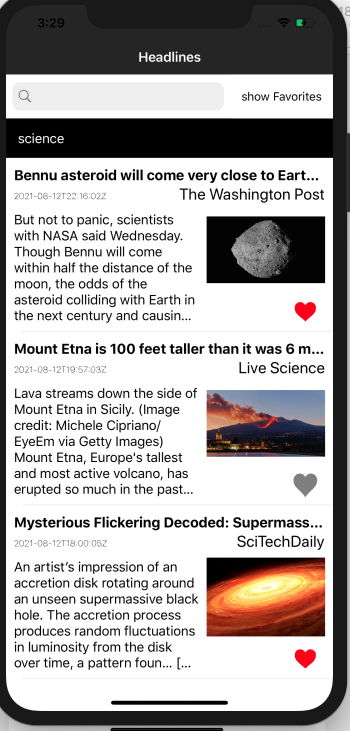 3:29
Headlines
show Favorites
science
Bennu asteroid will come very close to Eart...
2021-08-12T22:16:02Z
The Washington Post
But not to panic, scientists
with NASA said Wednesday.
Though Bennu will come
within half the distance of the
moon, the odds of the
asteroid colliding with Earth in
the next century and causin...
Mount Etna is 100 feet taller than it was 6 m...
2021-08-12T19:57:03Z
Live Science
Lava streams down the side of
Mount Etna in Sicily. (Image
credit: Michele Cipriano/
EyeEm via Getty Images)
Mount Etna, Europe's tallest
and most active volcano, has
erupted so much in the past...
Mysterious Flickering Decoded: Supermass...
2021-08-12T18:00:05Z
SciTechDaily
An artist’s impression of an
accretion disk rotating around
an unseen supermassive black
hole. The accretion process
produces random fluctuations
in luminosity from the disk
over time, a pattern foun... [...